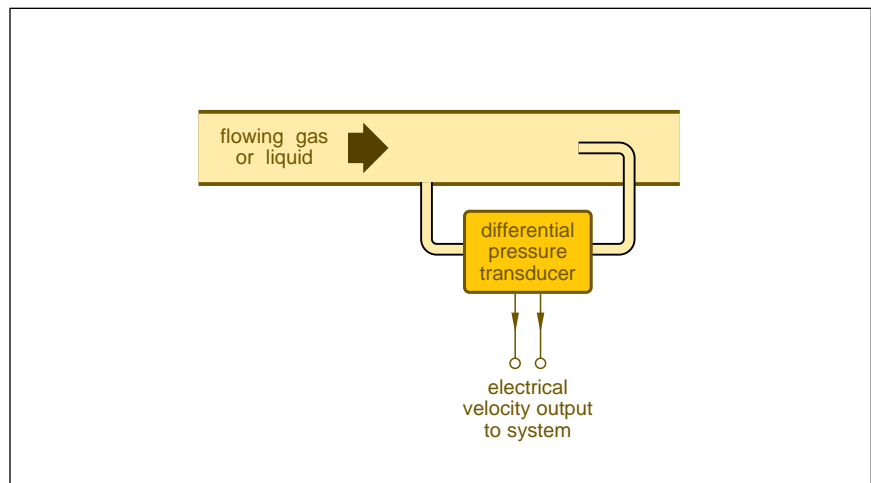 flowing gas
or liquid
differential
pressure
transducer
electrical
velocity output
to system